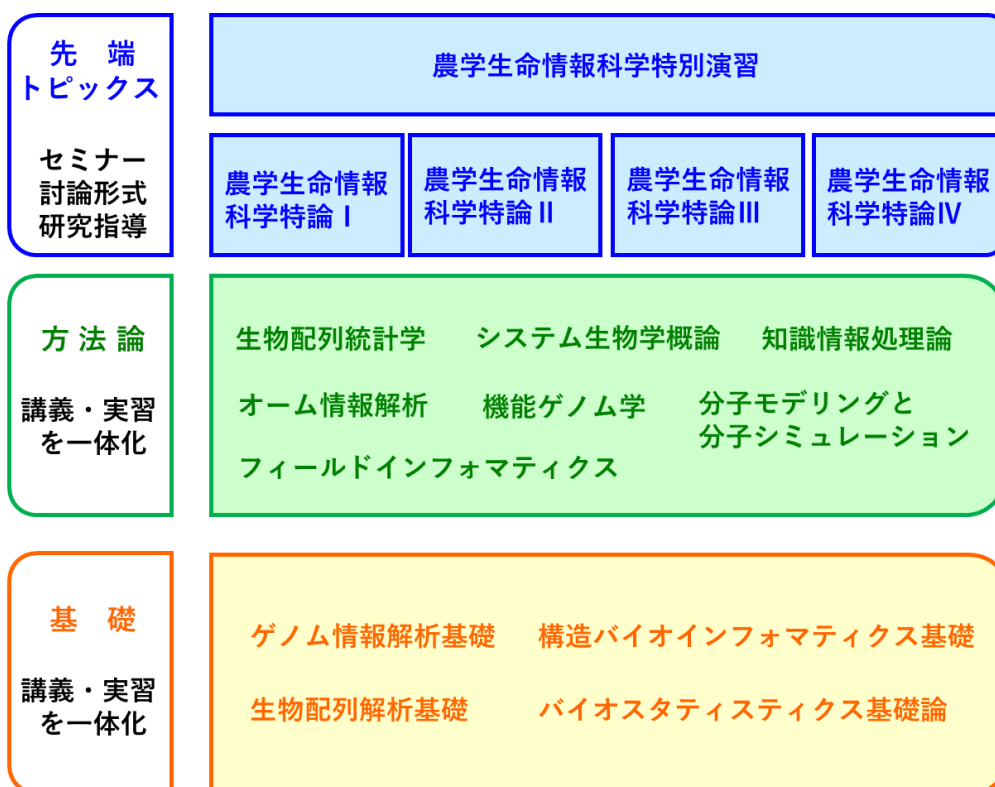 先　端
トピックス
セミナー
討論形式
研究指導
農学生命情報科学特別演習
農学生命情報
科学特論Ⅰ
農学生命情報
科学特論Ⅱ
農学生命情報
科学特論Ⅲ
農学生命情報
科学特論Ⅳ
方 法 論
講義・実習
を一体化
生物配列統計学
システム生物学概論
知識情報処理論
オーム情報解析
機能ゲノム学
分子モデリングと
分子シミュレーション
フィールドインフォマティクス
基　礎
講義・実習
を一体化
ゲノム情報解析基礎
構造バイオインフォマティクス基礎
生物配列解析基礎
バイオスタティスティクス基礎論